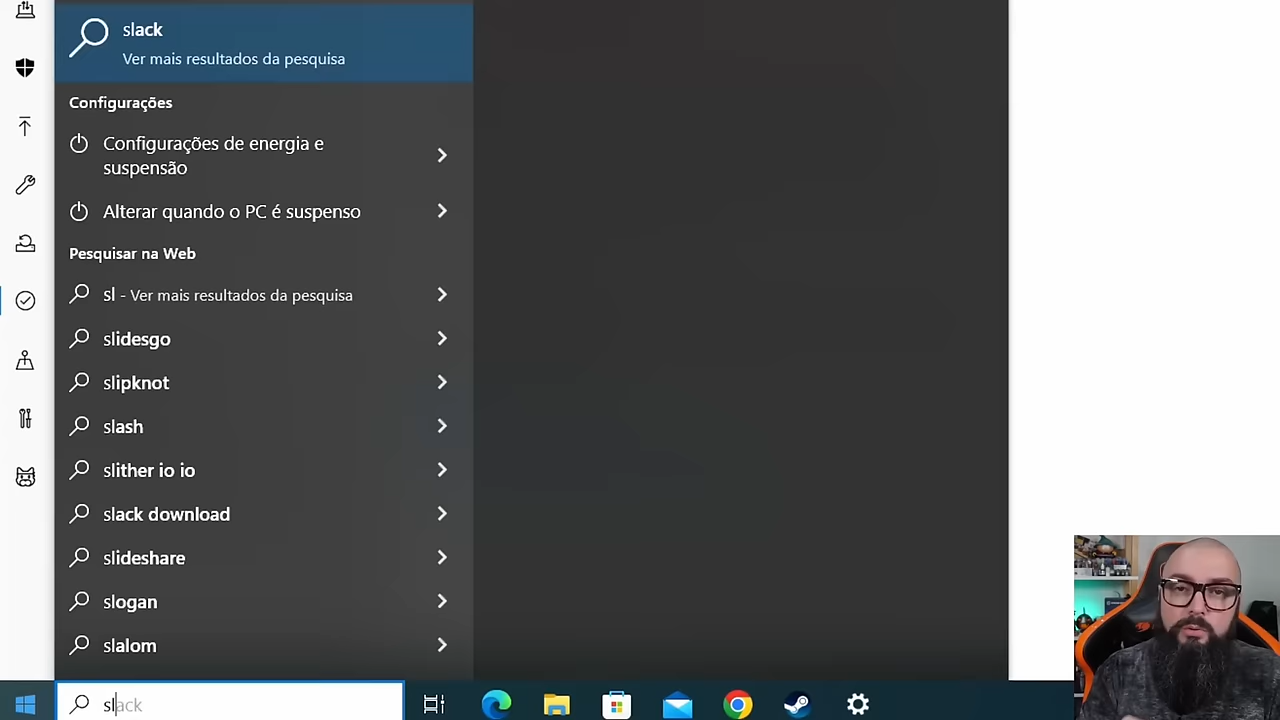 slack
Ver mais resultados da pesquisa
Configurações
Configurações de energia e
suspensão
Alterar quando o PC é suspenso
Pesquisar na Web
sl - Ver mais resultados da pesquisa
slidesgo
slipknot
slash
slither io io
slack download
slideshare
slogan
slalom
slack